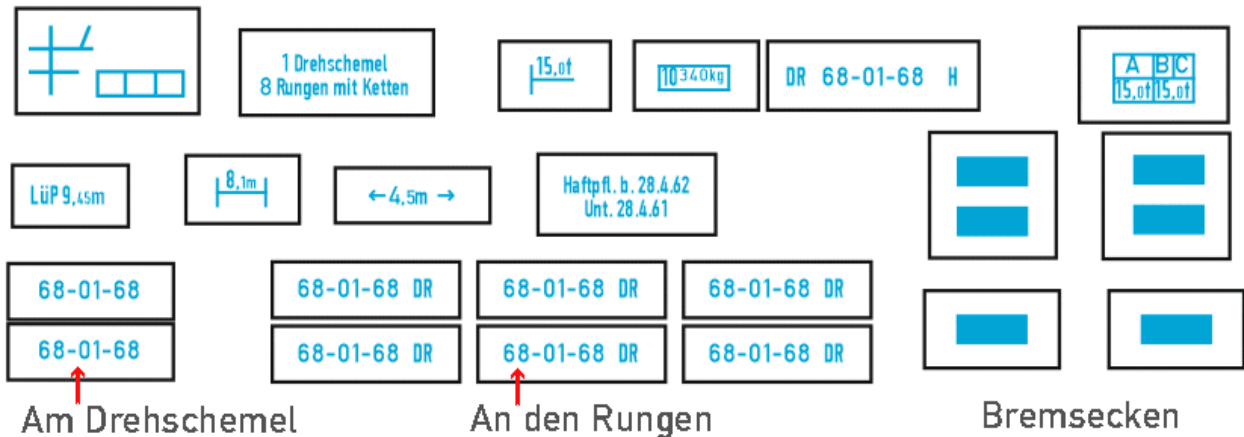 1 Drehschemel
8 Rungen mit Ketten
15,0t
10340kg
DR 68-01-68 H
A B C
15,0t 15,0t
LüP 9,45m
8,1m
←4,5m→
Haftpfl. b. 28.4.62
Unt. 28.4.61
68-01-68
68-01-68 DR
68-01-68 DR
68-01-68 DR
68-01-68
68-01-68 DR
68-01-68 DR
68-01-68 DR
Am Drehschemel
An den Rungen
Bremsecken